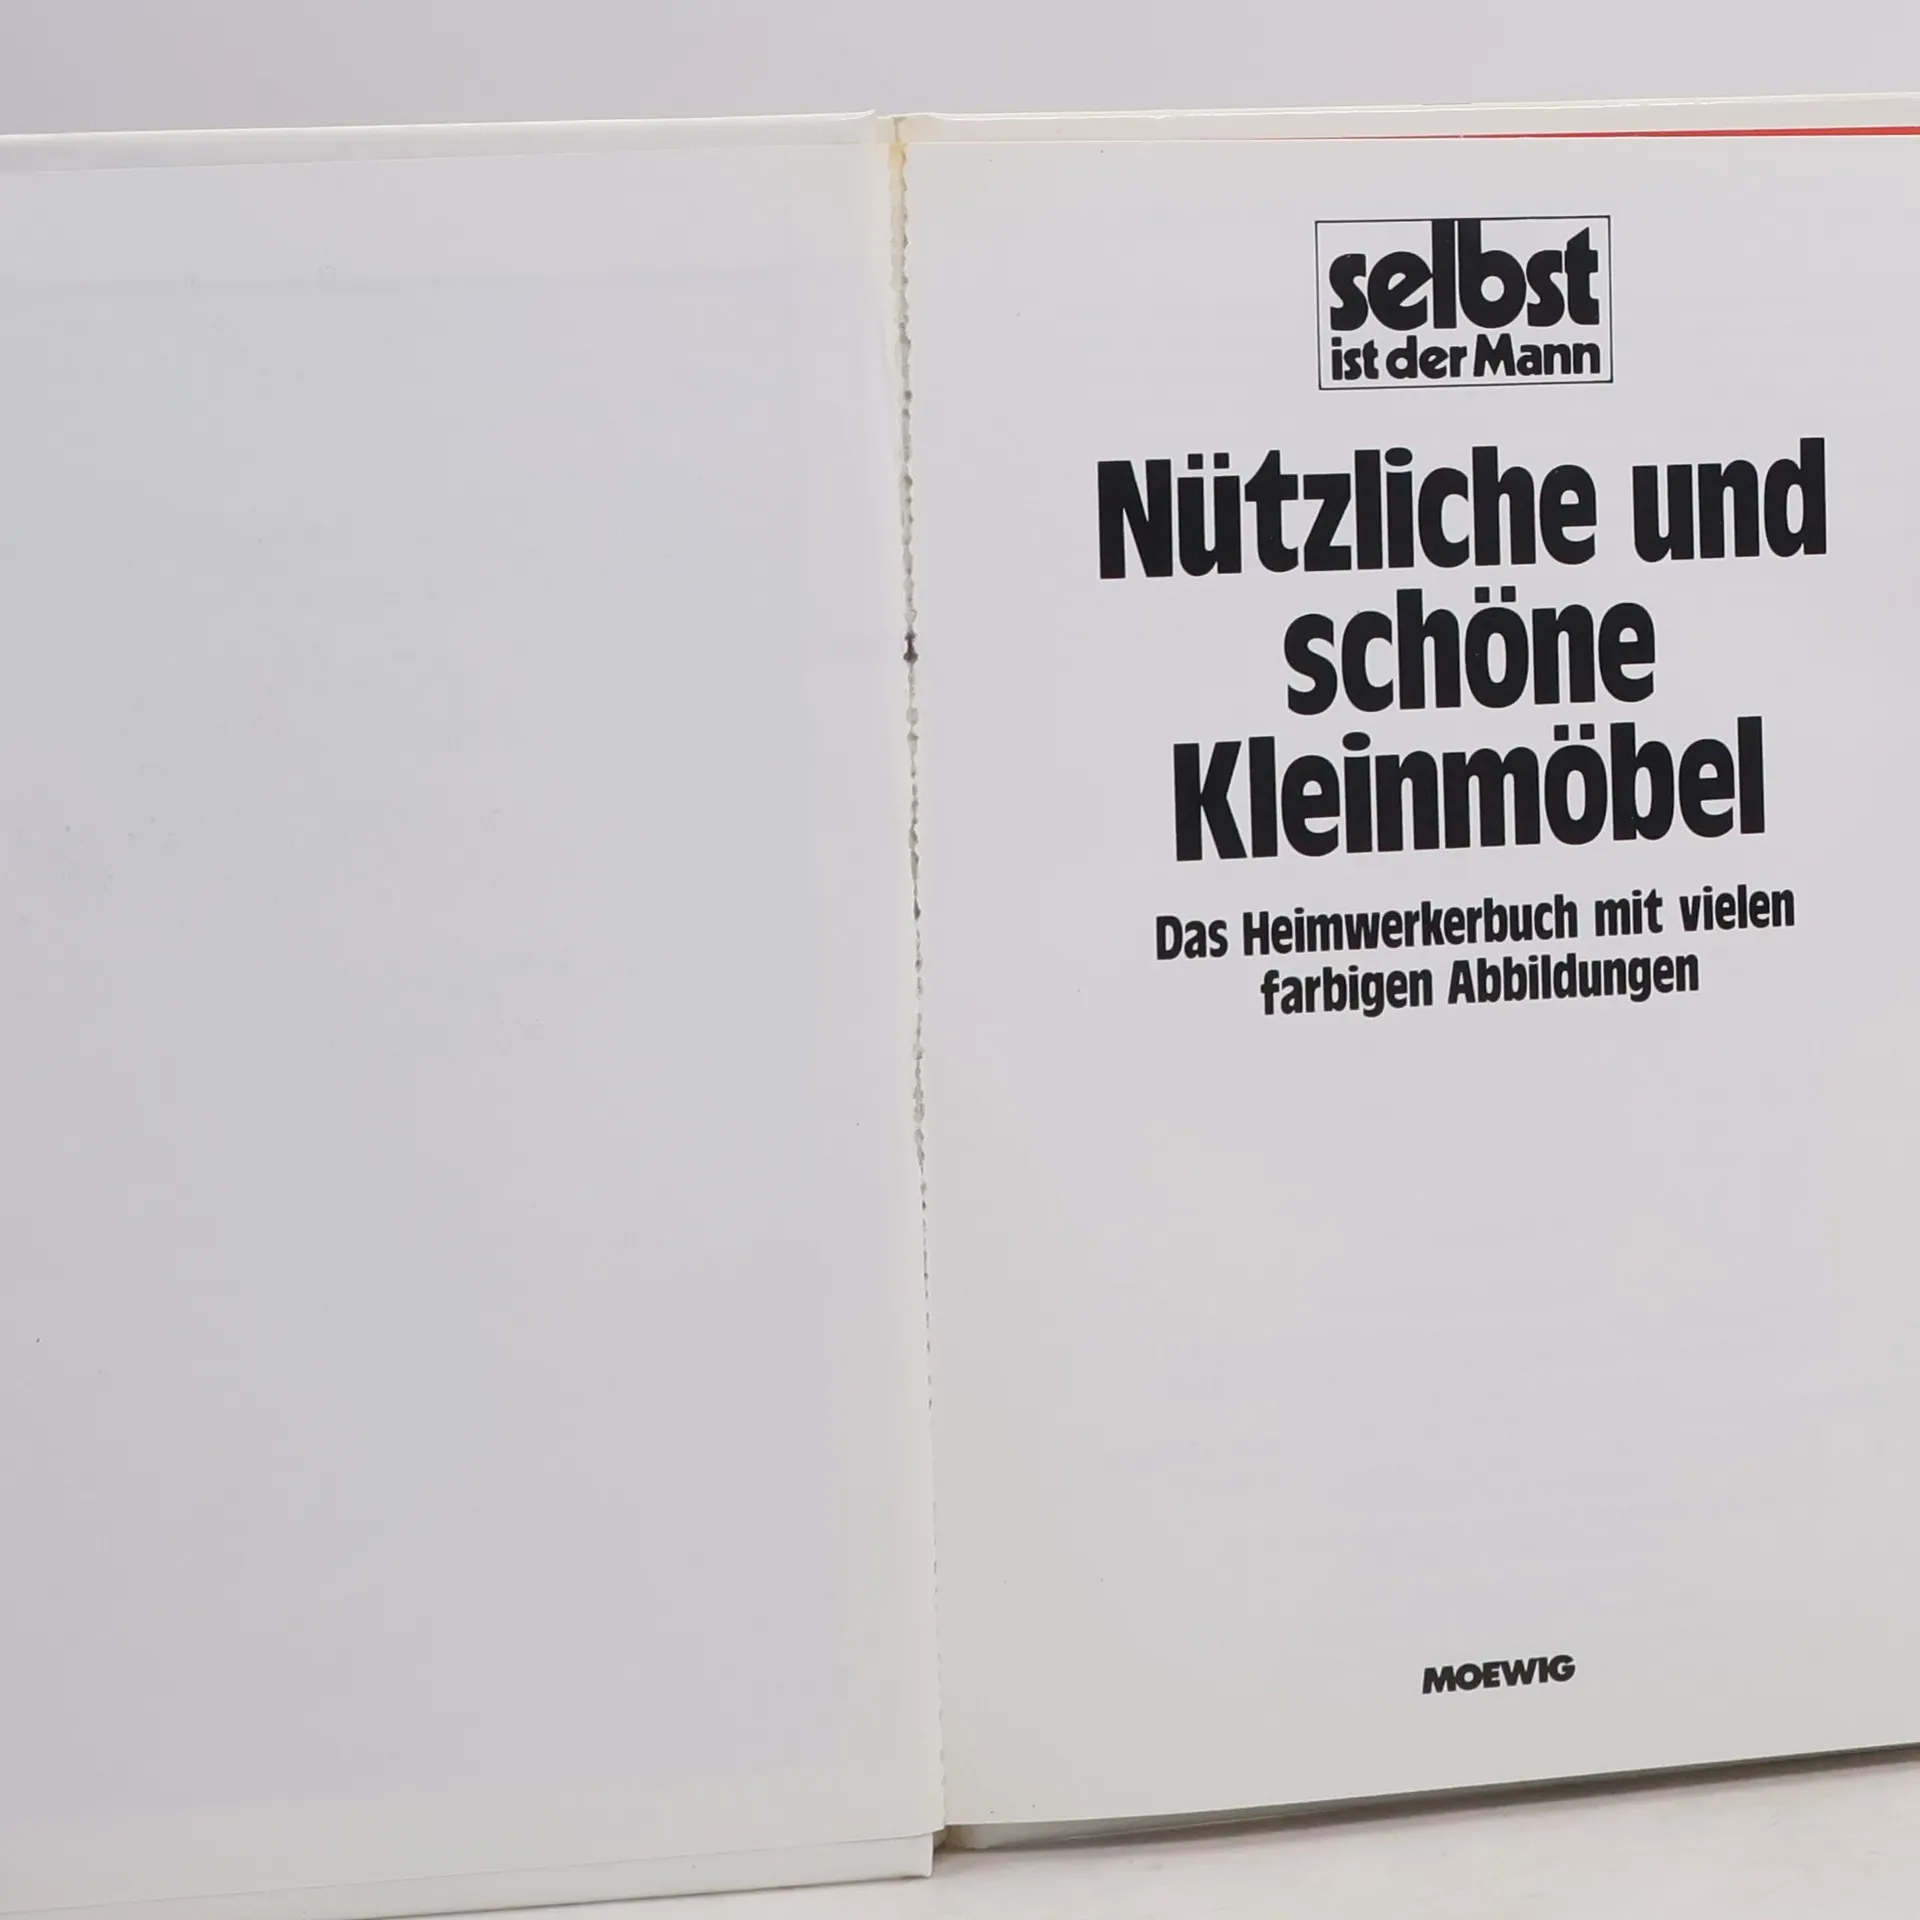 selbst
ist der Mann
Nützliche und
schöne
Kleinmöbel
Das Heimwerkerbuch mit vielen
farbigen Abbildungen
MOEWIG